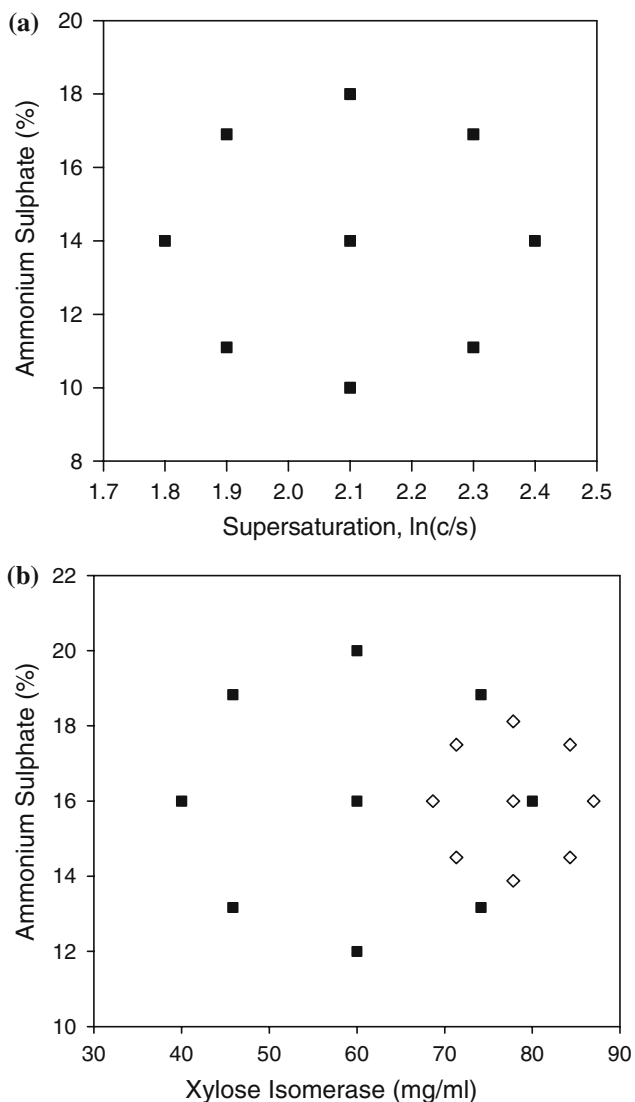 (a)
20
18
16
14
12
10
8
Ammonium Sulphate (%)
1.7 1.8 1.9 2.0 2.1 2.2 2.3 2.4 2.5
Supersaturation, ln(c/s)
(b)
22
20
18
16
14
12
10
Ammonium Sulphate (%)
30 40 50 60 70 80 90
Xylose Isomerase (mg/ml)